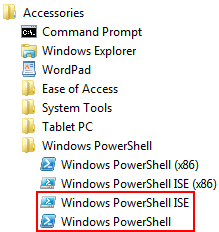 Accessories
Command Prompt
Windows Explorer
WordPad
Ease of Access
System Tools
Tablet PC
Windows PowerShell
Windows PowerShell (x86)
Windows PowerShell ISE (x86)
Windows PowerShell ISE
Windows PowerShell